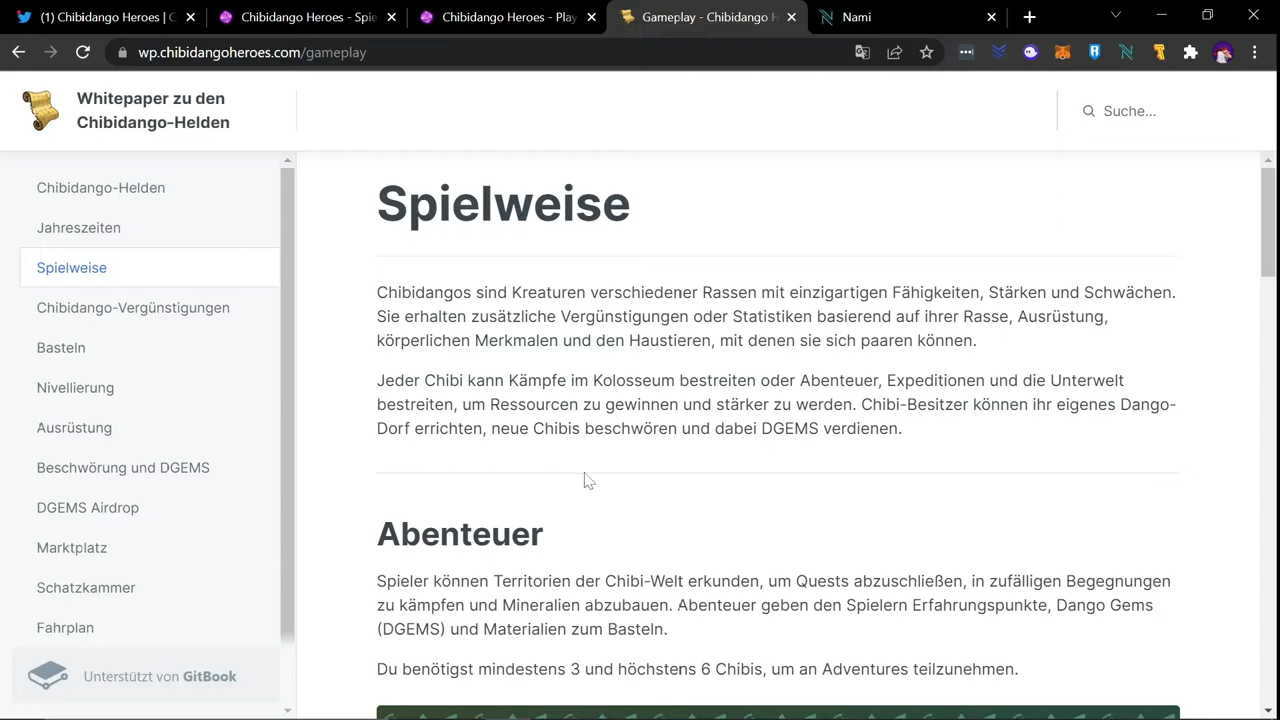 (1) Chibidango Heroes | C
Chibidango Heroes - Spie
Chibidango Heroes - Play
Gameplay - Chibidango H
Nami
wp.chibidangoheroes.com/gameplay
Whitepaper zu den
Chibidango-Helden
Suche...
Chibidango-Helden
Jahreszeiten
Spielweise
Chibidango-Vergünstigungen
Basteln
Nivellierung
Ausrüstung
Beschwörung und DGEMS
DGEMS Airdrop
Marktplatz
Schatzkammer
Fahrplan
Unterstützt von GitBook
Spielweise
Chibidangos sind Kreaturen verschiedener Rassen mit einzigartigen Fähigkeiten, Stärken und Schwächen.
Sie erhalten zusätzliche Vergünstigungen oder Statistiken basierend auf ihrer Rasse, Ausrüstung,
körperlichen Merkmalen und den Haustieren, mit denen sie sich paaren können.
Jeder Chibi kann Kämpfe im Kolosseum bestreiten oder Abenteuer, Expeditionen und die Unterwelt
bestreiten, um Ressourcen zu gewinnen und stärker zu werden. Chibi-Besitzer können ihr eigenes Dango-
Dorf errichten, neue Chibis beschwören und dabei DGEMS verdienen.
Abenteuer
Spieler können Territorien der Chibi-Welt erkunden, um Quests abzuschließen, in zufälligen Begegnungen
zu kämpfen und Mineralien abzubauen. Abenteuer geben den Spielern Erfahrungspunkte, Dango Gems
(DGEMS) und Materialien zum Basteln.
Du benötigst mindestens 3 und höchstens 6 Chibis, um an Adventures teilzunehmen.